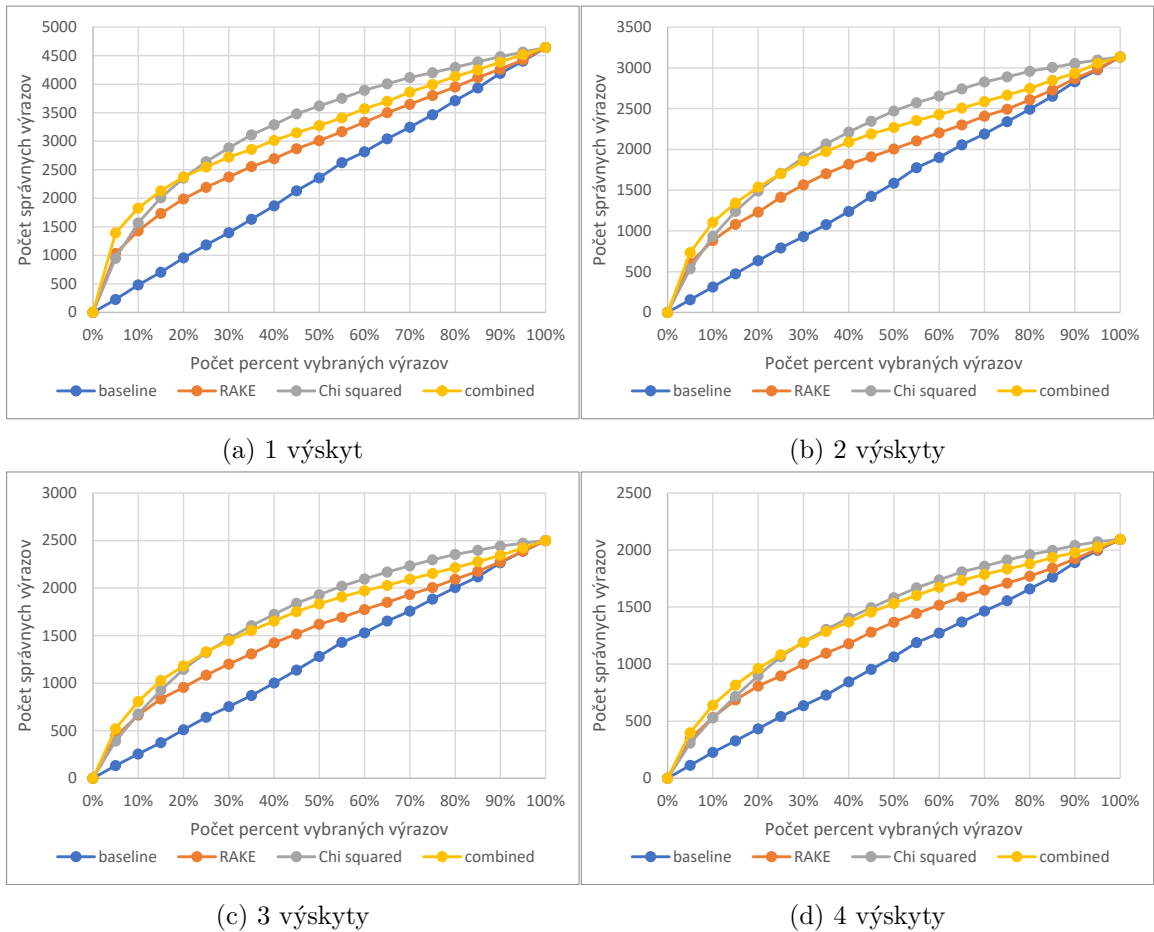 5000
4500
4000
3500
3000
2500
2000
1500
1000
500
0
Počet správnych výrazov
0% 10% 20% 30% 40% 50% 60% 70% 80% 90% 100%
Počet percent vybraných výrazov
baseline RAKE Chi squared combined
(a) 1 výskyt
3500
3000
2500
2000
1500
1000
500
0
Počet správnych výrazov
0% 10% 20% 30% 40% 50% 60% 70% 80% 90% 100%
Počet percent vybraných výrazov
baseline RAKE Chi squared combined
(b) 2 výskyty
3000
2500
2000
1500
1000
500
0
Počet správnych výrazov
0% 10% 20% 30% 40% 50% 60% 70% 80% 90% 100%
Počet percent vybraných výrazov
baseline RAKE Chi squared combined
(c) 3 výskyty
2500
2000
1500
1000
500
0
Počet správnych výrazov
0% 10% 20% 30% 40% 50% 60% 70% 80% 90% 100%
Počet percent vybraných výrazov
baseline RAKE Chi squared combined
(d) 4 výskyty